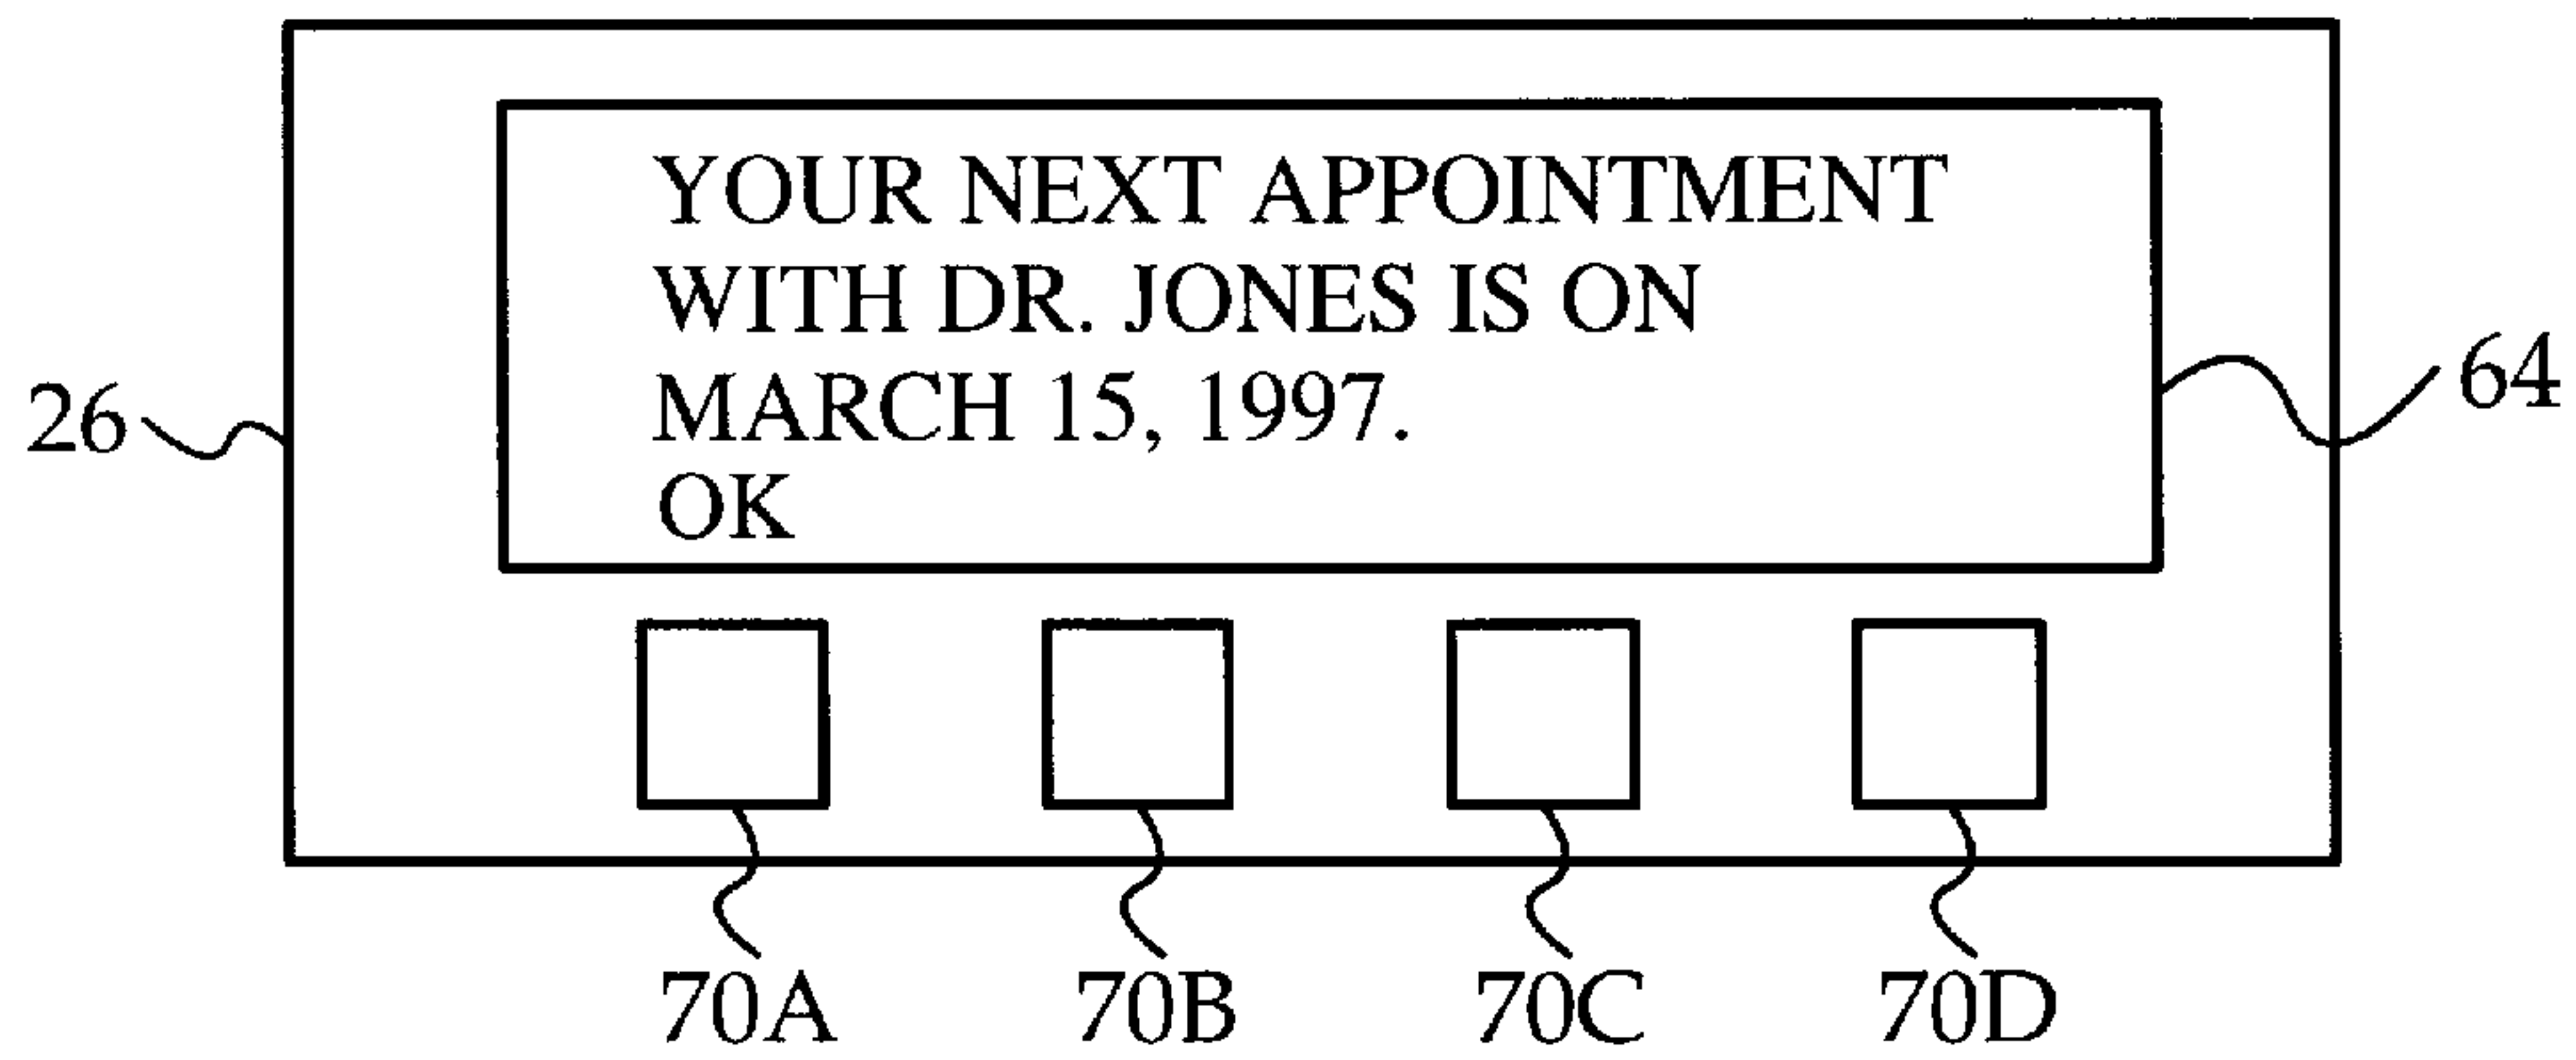 YOUR NEXT APPOINTMENT
WITH DR. JONES IS ON
MARCH 15, 1997.
OK
26
64
70A 70B 70C 70D